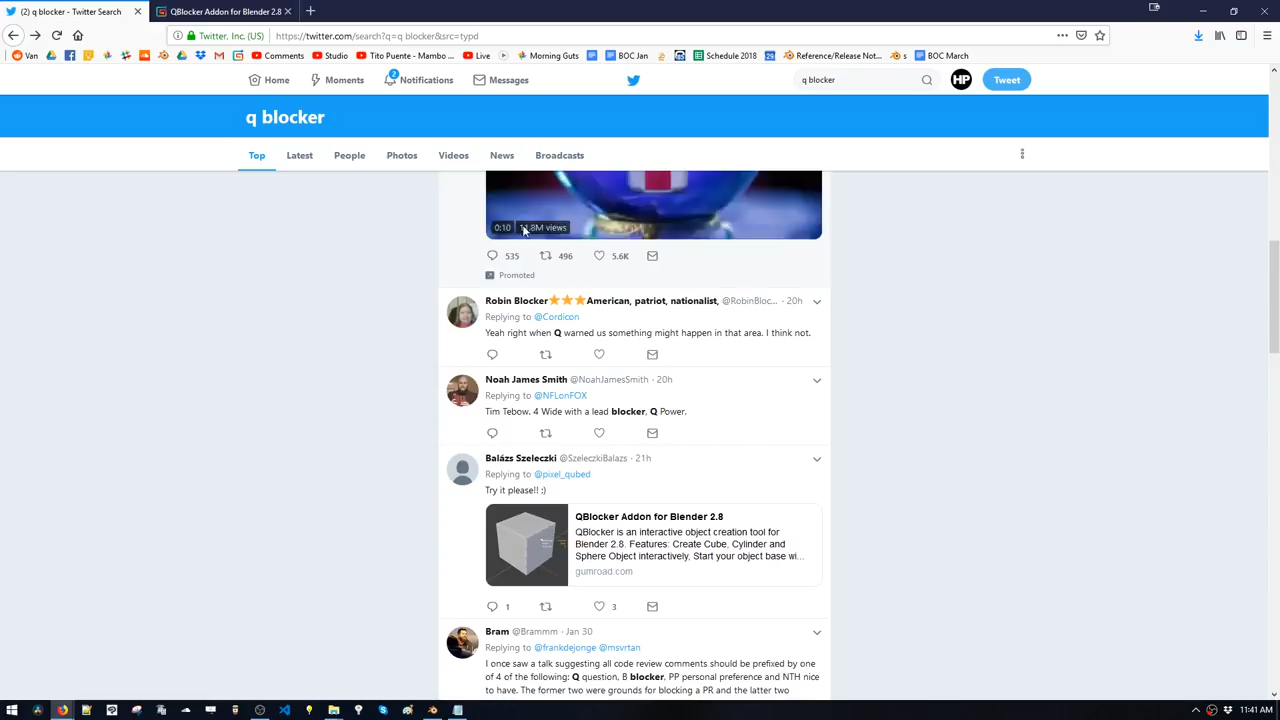 (2) q blocker - Twitter Search
QBlocker Addon for Blender 2.8
Twitter, Inc. (US)
https://twitter.com/search?q=q blocker&src=typd
Van
Comments
Studio
Tito Puente - Mambo ...
Live
Morning Guts
BOC Jan
Schedule 2018
Reference/Release Not...
s
BOC March
Home
Moments
2
Notifications
Messages
q blocker
HP
Tweet
q blocker
Top
Latest
People
Photos
Videos
News
Broadcasts
0:10
11.8M views
535
496
5.6K
Promoted
Robin Blocker⭐⭐⭐American, patriot, nationalist, @RobinBloc... · 20h
Replying to @Cordicon
Yeah right when Q warned us something might happen in that area. I think not.
Noah James Smith @NoahJamesSmith · 20h
Replying to @NFLonFOX
Tim Tebow. 4 Wide with a lead blocker, Q Power.
Balázs Szeleczki @SzeleczkiBalazs · 21h
Replying to @pixel_qubed
Try it please!! ;)
QBlocker Addon for Blender 2.8
QBlocker is an interactive object creation tool for
Blender 2.8. Features: Create Cube, Cylinder and
Sphere Object interactively, Start your object base wi...
gumroad.com
1
3
Bram @Brammm · Jan 30
Replying to @frankdejonge @msvrtan
I once saw a talk suggesting all code review comments should be prefixed by one
of 4 of the following: Q question, B blocker, PP personal preference and NTH nice
to have. The former two were grounds for blocking a PR and the latter two
11:41 AM